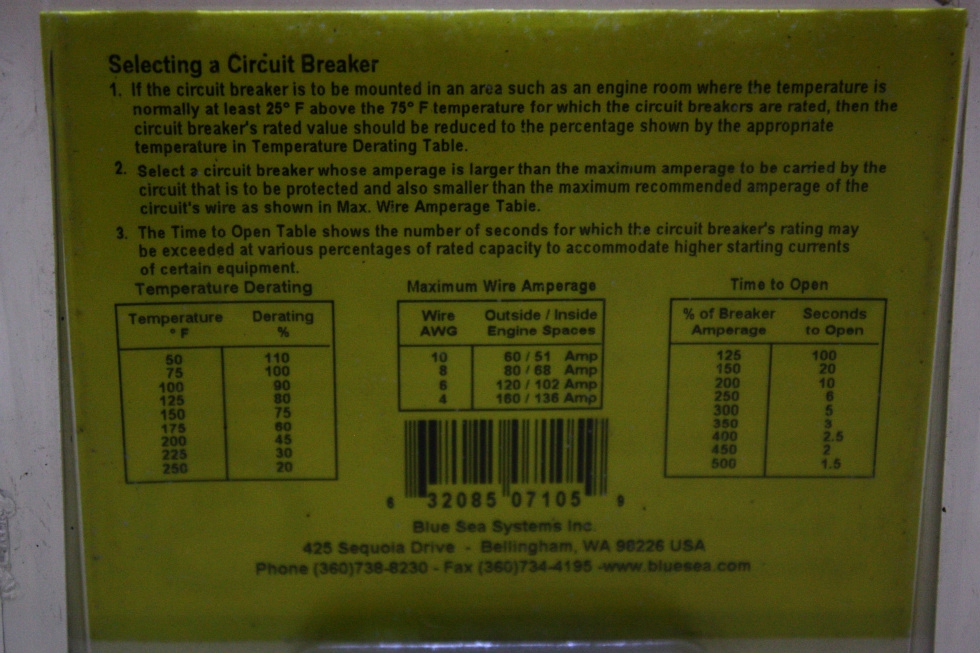 Selecting a Circuit Breaker
1. If the circuit breaker is to be mounted in an area such as an engine room where the temperature is
normally at least 25° F above the 75° F temperature for which the circuit breakers are rated, then the
circuit breaker's rated value should be reduced to the percentage shown by the appropriate
temperature in Temperature Derating Table.
2. Select a circuit breaker whose amperage is larger than the maximum amperage to be carried by the
circuit that is to be protected and also smaller than the maximum recommended amperage of the
circuit's wire as shown in Max. Wire Amperage Table.
3. The Time to Open Table shows the number of seconds for which the circuit breaker's rating may
be exceeded at various percentages of rated capacity to accommodate higher starting currents
of certain equipment.
Temperature Derating
Temperature Derating
° F %
50 110
75 100
100 90
125 80
150 75
175 60
200 45
225 30
250 20
Maximum Wire Amperage
Wire Outside / Inside
AWG Engine Spaces
10 60 / 51 Amp
8 80 / 68 Amp
6 120 / 102 Amp
4 160 / 136 Amp
Time to Open
% of Breaker Seconds
Amperage to Open
125 100
150 20
200 10
250 6
300 5
350 3
400 2.5
450 2
500 1.5
6 32085 07105 9
Blue Sea Systems Inc.
425 Sequoia Drive - Bellingham, WA 98226 USA
Phone (360)738-8230 - Fax (360)734-4195 -www.bluesea.com